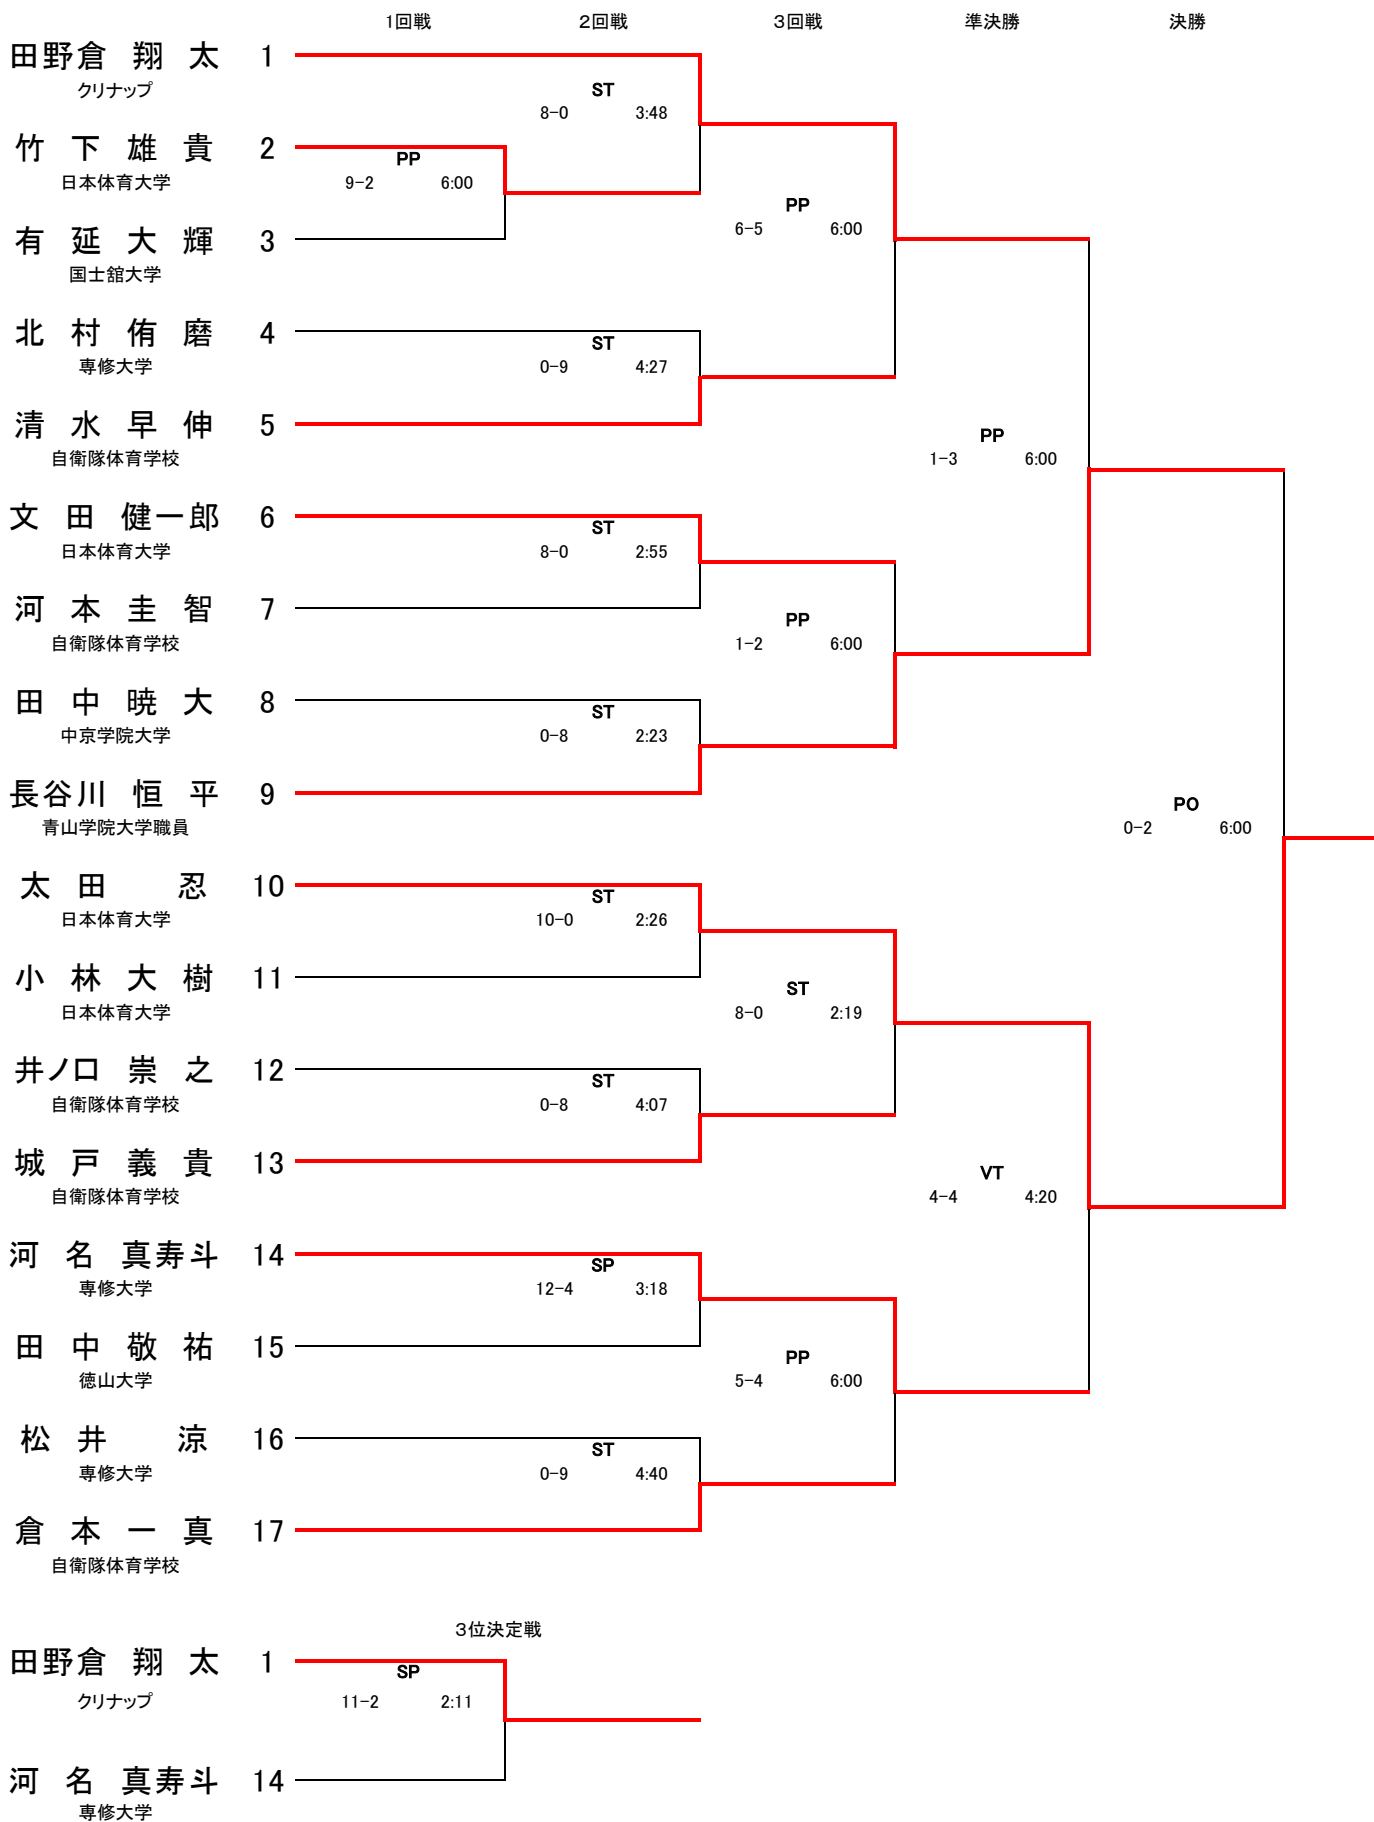 1回戦 2回戦 3回戦 準決勝 決勝
田野倉 翔 太 1
クリナップ
ST
8-0 3:48
竹 下 雄 貴 2
日本体育大学
PP
9-2 6:00
有 延 大 輝 3
国士舘大学
PP
6-5 6:00
北 村 侑 磨 4
専修大学
ST
0-9 4:27
清 水 早 伸 5
自衛隊体育学校
PP
1-3 6:00
文 田 健一郎 6
日本体育大学
ST
8-0 2:55
河 本 圭 智 7
自衛隊体育学校
PP
1-2 6:00
田 中 暁 大 8
中京学院大学
ST
0-8 2:23
長谷川 恒 平 9
青山学院大学職員
PO
0-2 6:00
太 田 忍 10
日本体育大学
ST
10-0 2:26
小 林 大 樹 11
日本体育大学
ST
8-0 2:19
井ノ口 崇 之 12
自衛隊体育学校
ST
0-8 4:07
城 戸 義 貴 13
自衛隊体育学校
VT
4-4 4:20
河 名 真寿斗 14
専修大学
SP
12-4 3:18
田 中 敬 祐 15
徳山大学
PP
5-4 6:00
松 井 涼 16
専修大学
ST
0-9 4:40
倉 本 一 真 17
自衛隊体育学校
3位決定戦
田野倉 翔 太 1
クリナップ
SP
11-2 2:11
河 名 真寿斗 14
専修大学